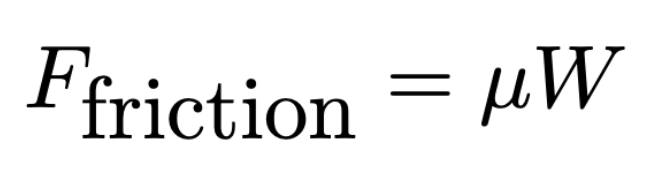 F_friction = μW